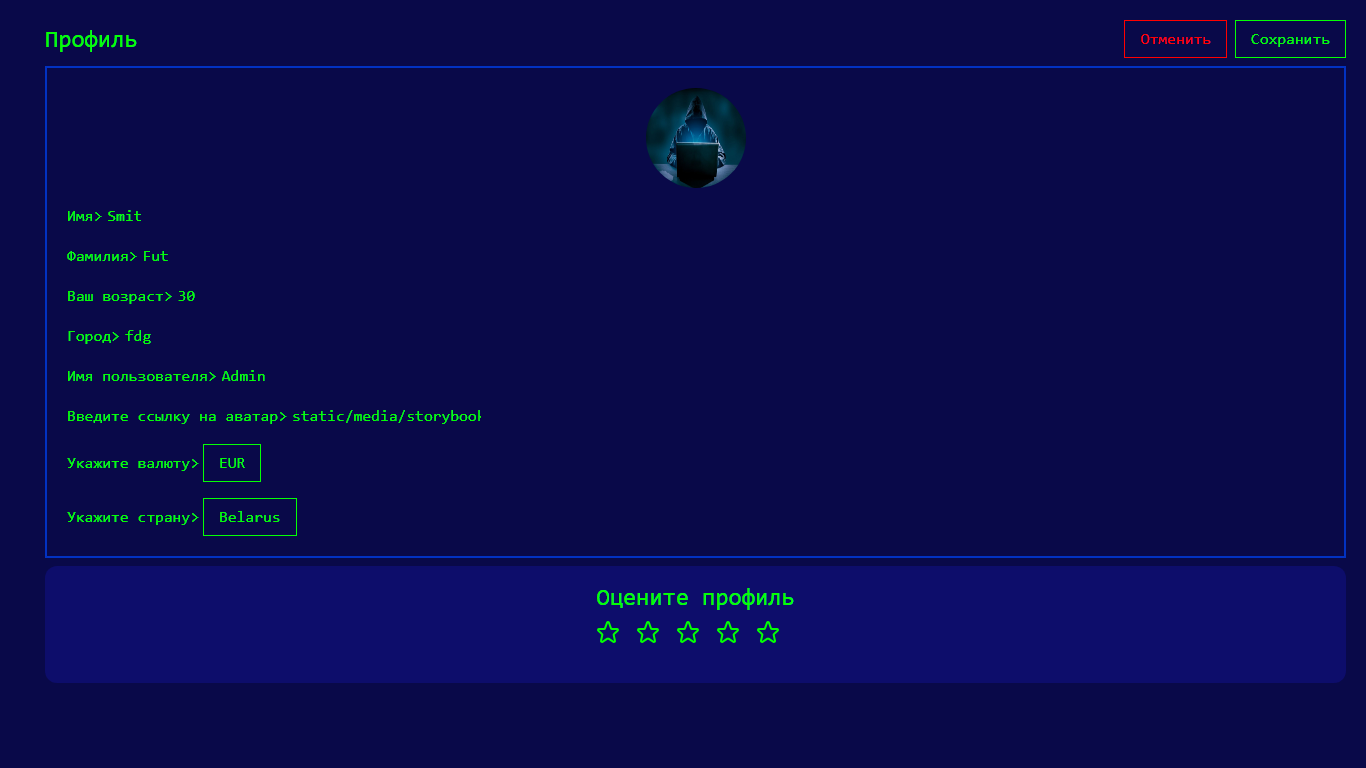 Профиль
Отменить
Сохранить
Имя> Smit
Фамилия> Fut
Ваш возраст> 30
Город> fdg
Имя пользователя> Admin
Введите ссылку на аватар> static/media/storybook
Укажите валюту> EUR
Укажите страну> Belarus
Оцените профиль